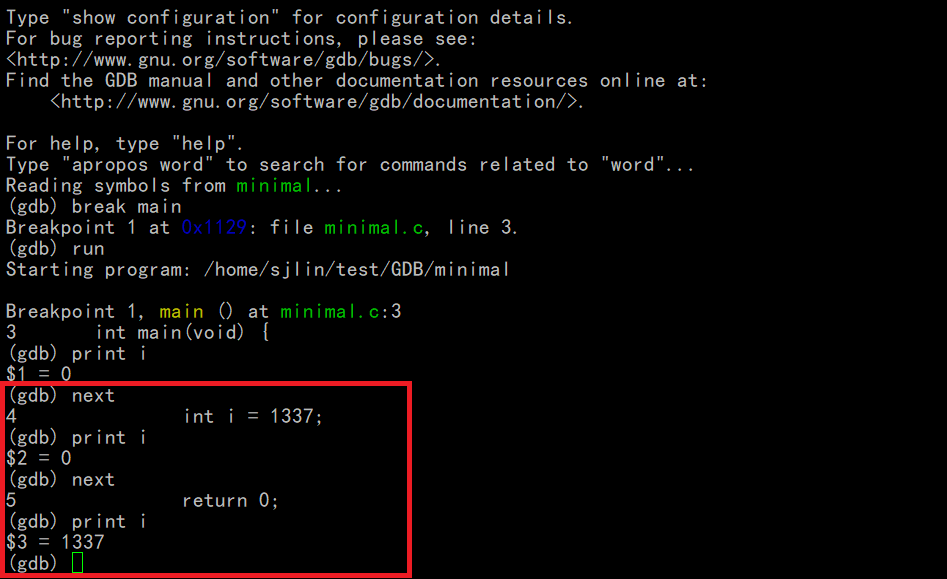 Type "show configuration" for configuration details.
For bug reporting instructions, please see:
<http://www.gnu.org/software/gdb/bugs/>.
Find the GDB manual and other documentation resources online at:
    <http://www.gnu.org/software/gdb/documentation/>.

For help, type "help".
Type "apropos word" to search for commands related to "word"...
Reading symbols from minimal...
(gdb) break main
Breakpoint 1 at 0x1129: file minimal.c, line 3.
(gdb) run
Starting program: /home/sjlin/test/GDB/minimal

Breakpoint 1, main () at minimal.c:3
3       int main(void) {
(gdb) print i
$1 = 0
(gdb) next
4               int i = 1337;
(gdb) print i
$2 = 0
(gdb) next
5               return 0;
(gdb) print i
$3 = 1337
(gdb)